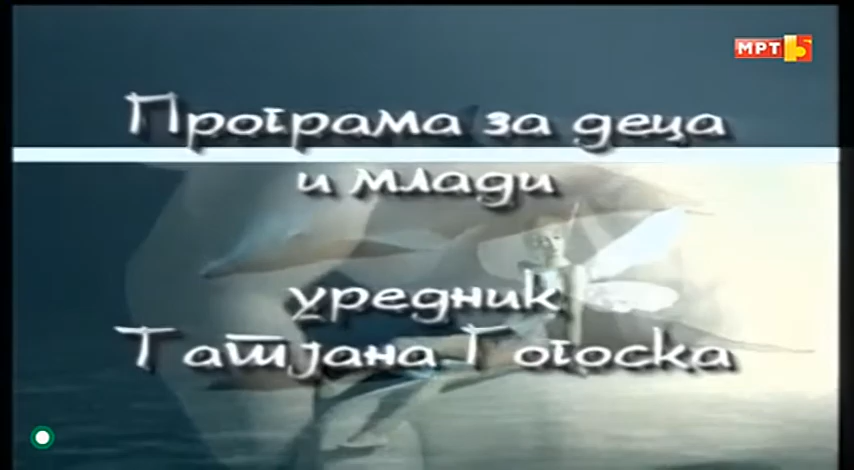 МРТ 5
Програма за деца
и млади
уредник
Татјана Гогоска